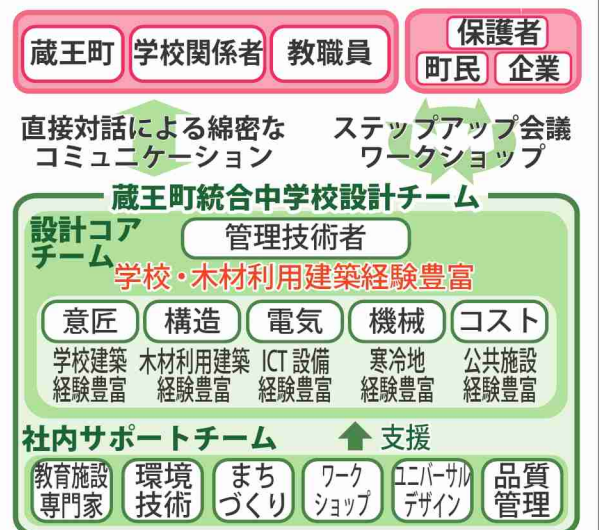 蔵王町 学校関係者 教職員
保護者
町民 企業
直接対話による綿密な
コミュニケーション
ステップアップ会議
ワークショップ
蔵王町統合中学校設計チーム
設計コア
チーム
管理技術者
学校・木材利用建築経験豊富
意匠 構造 電気 機械 コスト
学校建築 木材利用建築 ICT設備 寒冷地 公共施設
経験豊富 経験豊富 経験豊富 経験豊富 経験豊富
社内サポートチーム 支援
教育施設 環境 まち ワーク ユニバーサル 品質
専門家 技術 づくり ショップ デザイン 管理